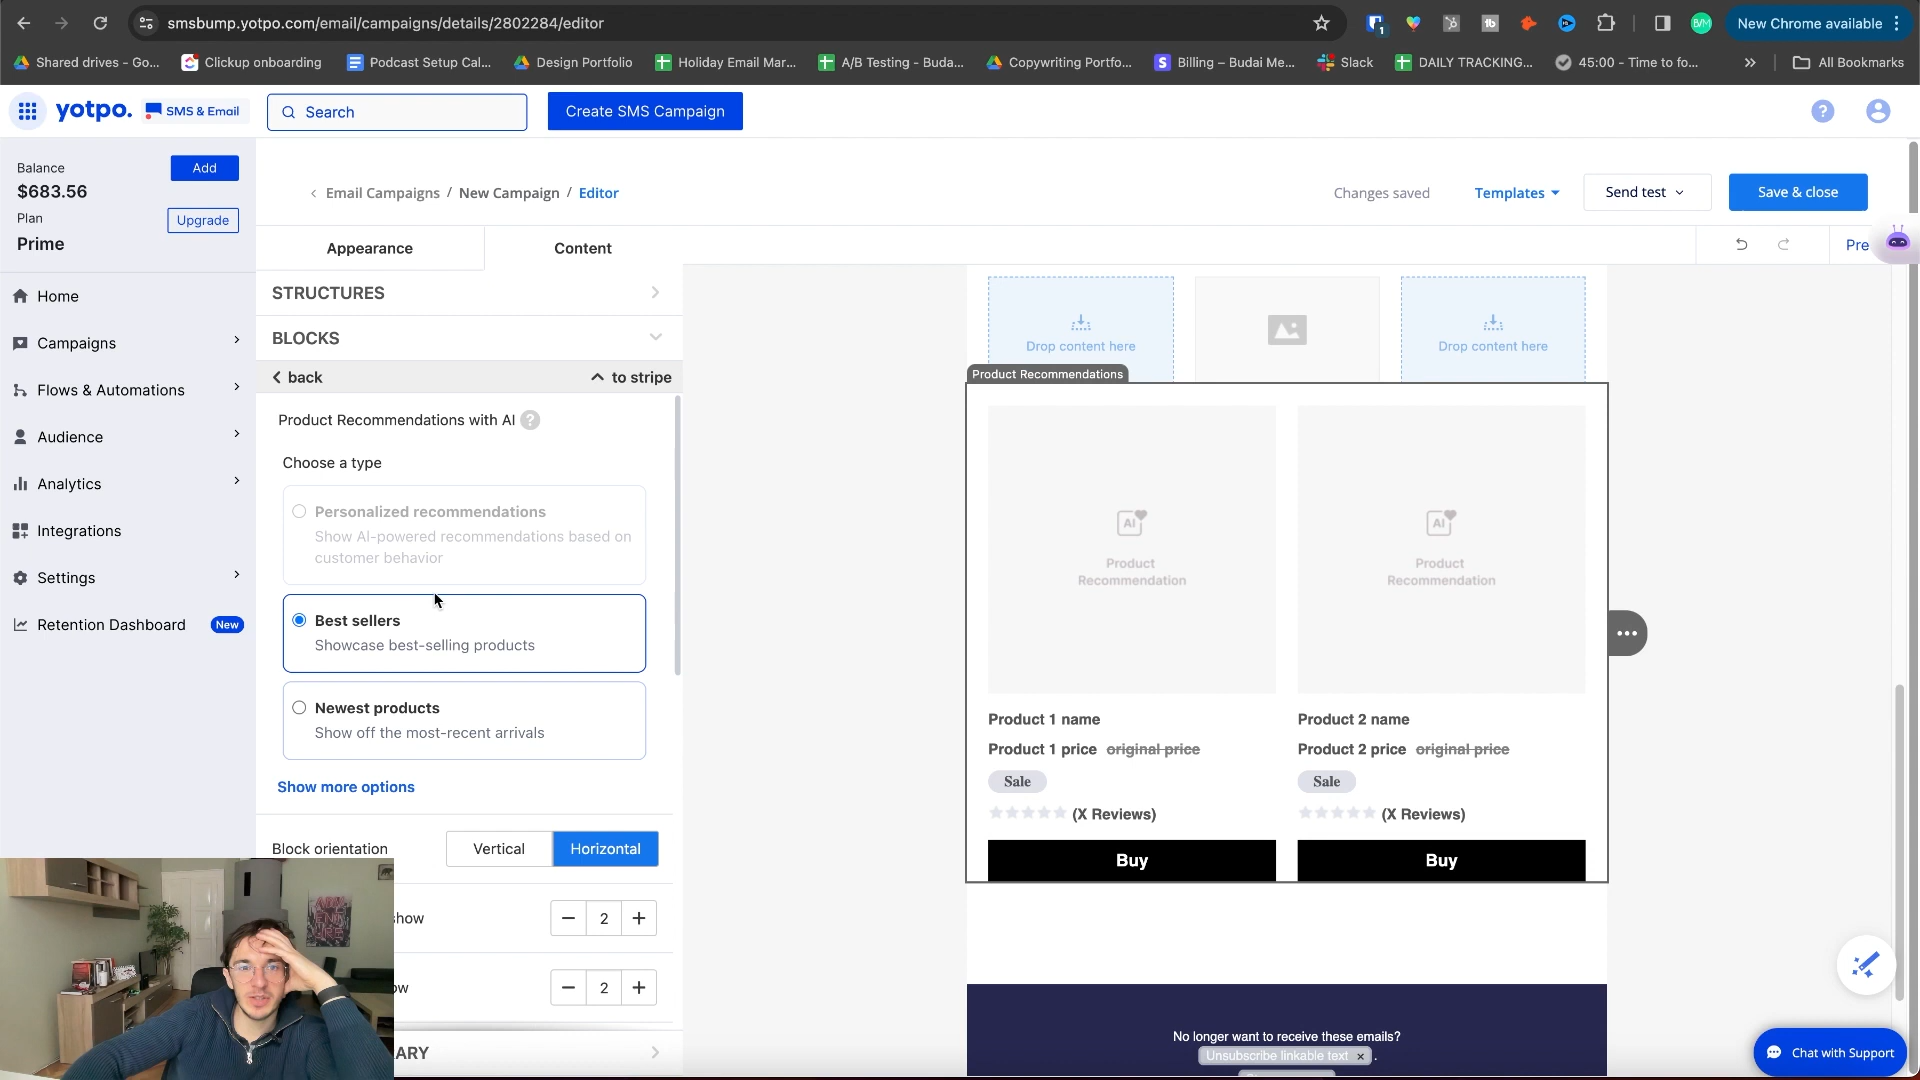 smsbump.yotpo.com/email/campaigns/details/2802284/editor
New Chrome available
Shared drives - Go...
Clickup onboarding
Podcast Setup Cal...
Design Portfolio
Holiday Email Mar...
A/B Testing - Buda...
Copywriting Portfo...
Billing – Budai Me...
Slack
DAILY TRACKING...
45:00 - Time to fo...
All Bookmarks
yotpo.
SMS & Email
Search
Create SMS Campaign
Balance
Add
$683.56
Plan
Upgrade
Prime
Home
Campaigns
Flows & Automations
Audience
Analytics
Integrations
Settings
Retention Dashboard
New
Email Campaigns / New Campaign / Editor
Changes saved
Templates
Send test
Save & close
Appearance
Content
Pre
STRUCTURES
BLOCKS
back
to stripe
Product Recommendations with AI
Choose a type
Personalized recommendations
Show AI-powered recommendations based on
customer behavior
Best sellers
Showcase best-selling products
Newest products
Show off the most-recent arrivals
Show more options
Block orientation
Vertical
Horizontal
show
2
ow
2
ARY
Drop content here
Drop content here
Product Recommendations
AI
Product
Recommendation
AI
Product
Recommendation
Product 1 name
Product 1 price original price
Sale
(X Reviews)
Buy
Product 2 name
Product 2 price original price
Sale
(X Reviews)
Buy
No longer want to receive these emails?
Unsubscribe linkable text × .
Chat with Support